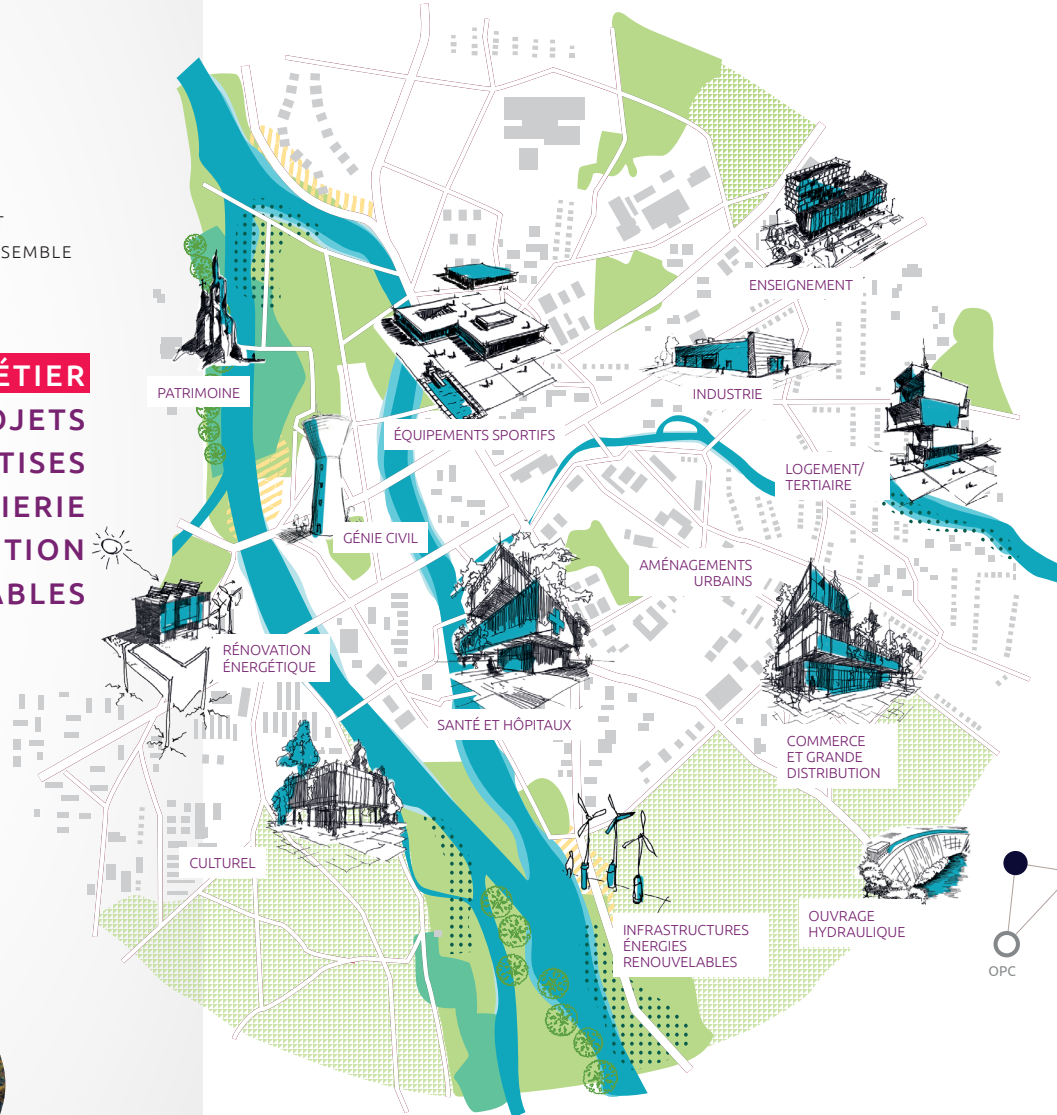 SEMBLE
ÉTIER
OJETS
TISES
IERIE
TION
ABLES
ENSEIGNEMENT
PATRIMOINE
INDUSTRIE
ÉQUIPEMENTS SPORTIFS
LOGEMENT/
TERTIAIRE
GÉNIE CIVIL
AMÉNAGEMENTS
URBAINS
RÉNOVATION
ÉNERGÉTIQUE
SANTÉ ET HÔPITAUX
COMMERCE
ET GRANDE
DISTRIBUTION
CULTUREL
INFRASTRUCTURES
ÉNERGIES
RENOUVELABLES
OUVRAGE
HYDRAULIQUE
OPC